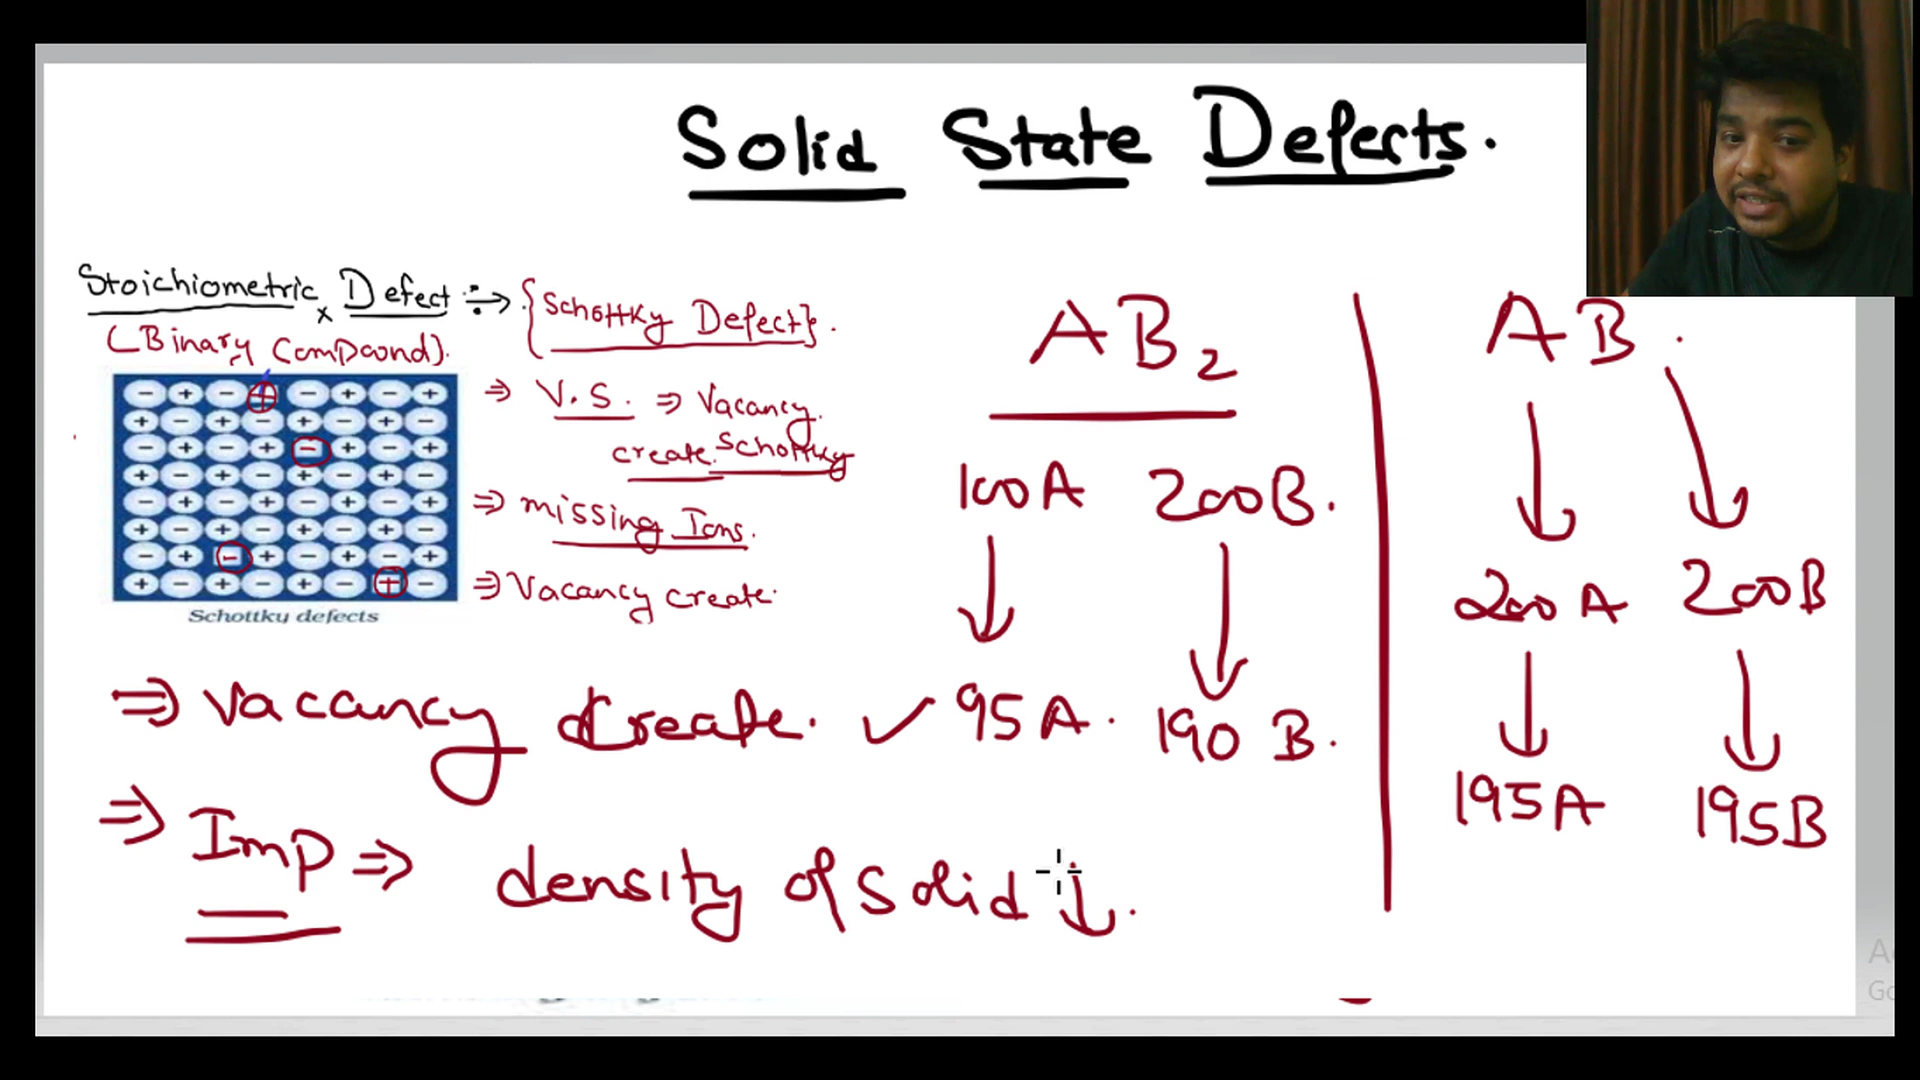 Solid State Defects.
Stoichiometric Defect ÷→ {Schottky Defect}.
(Binary Compound).
⇒ V.S. ⇒ Vacancy.
create. Schottky
⇒ missing Ions.
⇒ Vacancy create.
Schottky defects
AB2
100A 200B.
95A. 190 B.
AB.
200 A 200B
195A 195B
⇒ Vacancy create. ✓
⇒ Imp ⇒ density of solid ↓.